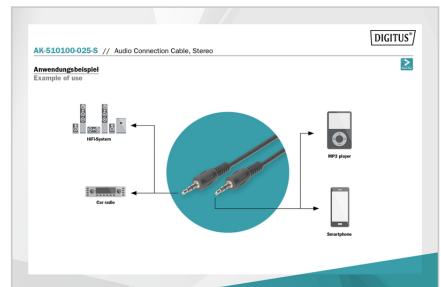 DIGITUS®
AK-510100-025-S // Audio Connection Cable, Stereo
Anwendungsbeispiel
Example of use
HiFi-System
MP3 player
Car radio
Smartphone